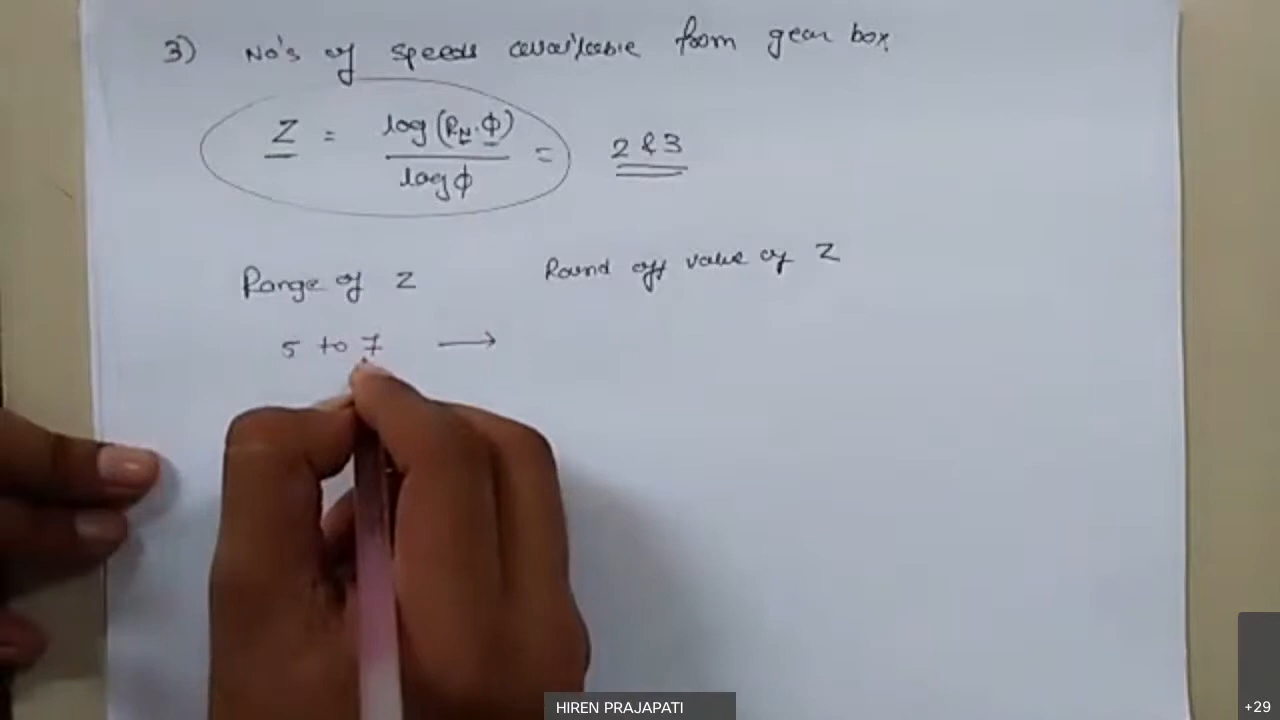 3) No's of speeds available from gear box
Z = log(R_N.φ) / log φ = 2 & 3
Range of Z Round off value of Z
5 to 7 →
HIREN PRAJAPATI
+29